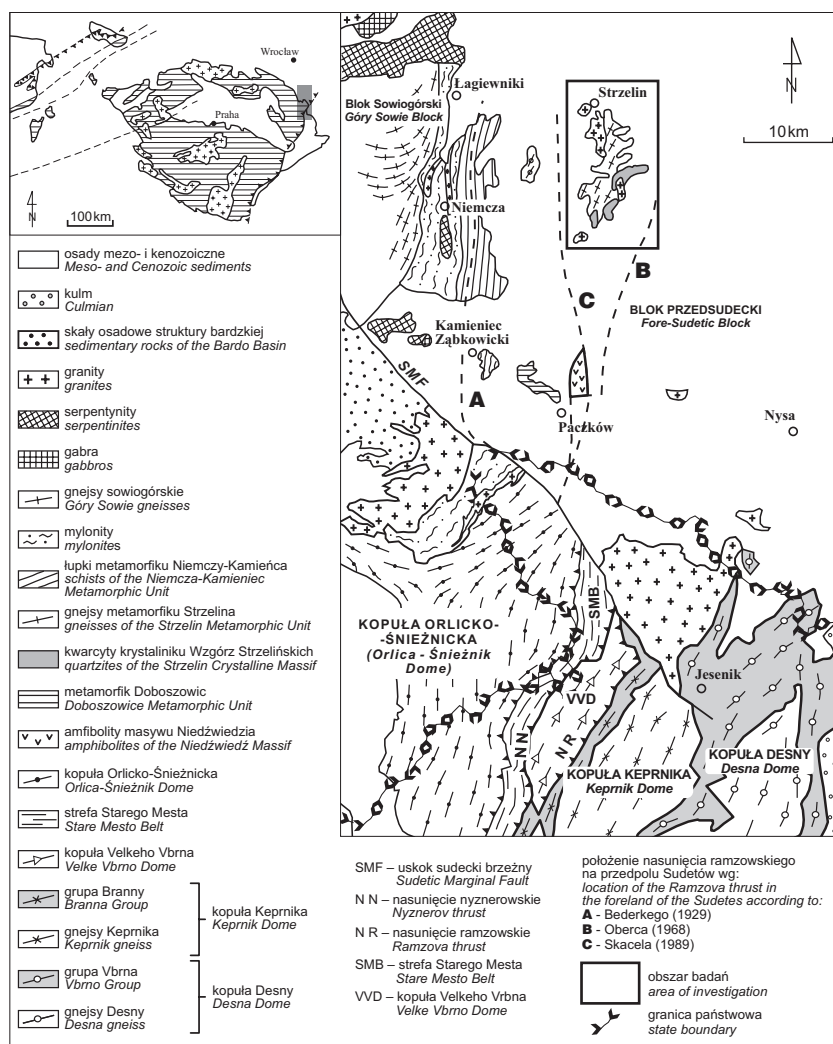 Wrocław
Praha
N
100 km
osady mezo- i kenozoiczne
Meso- and Cenozoic sediments
kulm
Culmian
skały osadowe struktury bardzkiej
sedimentary rocks of the Bardo Basin
granity
granites
serpentynity
serpentinites
gabra
gabbros
gnejsy sowiogórskie
Góry Sowie gneisses
mylonity
mylonites
łupki metamorfiku Niemczy-Kamieńca
schists of the Niemcza-Kamieniec
Metamorphic Unit
gnejsy metamorfiku Strzelina
gneisses of the Strzelin Metamorphic Unit
kwarcyty krystaliniku Wzgórz Strzelińskich
quartzites of the Strzelin Crystalline Massif
metamorfik Doboszowic
Doboszowice Metamorphic Unit
amfibolity masywu Niedźwiedzia
amphibolites of the Niedźwiedź Massif
kopuła Orlicko-Śnieżnicka
Orlica-Śnieżnik Dome
strefa Starego Mesta
Stare Mesto Belt
kopuła Velkeho Vbrna
Velke Vbrno Dome
grupa Branny
Branna Group
gnejsy Keprnika
Keprnik gneiss
kopuła Keprnika
Keprnik Dome
grupa Vbrna
Vbrno Group
gnejsy Desny
Desna gneiss
kopuła Desny
Desna Dome
Łagiewniki
Blok Sowiogórski
Góry Sowie Block
Strzelin
N
10 km
Niemcza
B
C
BLOK PRZEDSUDECKI
Fore-Sudetic Block
Kamieniec
Ząbkowicki
SMF
A
Paczków
Nysa
SMB
KOPUŁA ORLICKO-
-ŚNIEŻNICKA
(Orlica - Śnieżnik
Dome)
Jesenik
VVD
N N
N R
KOPUŁA KEPRNIKA
Keprnik Dome
KOPUŁA DESNY
Desna Dome
SMF – uskok sudecki brzeżny
Sudetic Marginal Fault
N N – nasunięcie nyznerowskie
Nyznerov thrust
N R – nasunięcie ramzowskie
Ramzova thrust
SMB – strefa Starego Mesta
Stare Mesto Belt
VVD – kopuła Velkeho Vrbna
Velke Vbrno Dome
położenie nasunięcia ramzowskiego
na przedpolu Sudetów wg:
location of the Ramzova thrust in
the foreland of the Sudetes according to:
A - Bederkego (1929)
B - Oberca (1968)
C - Skacela (1989)
obszar badań
area of investigation
granica państwowa
state boundary